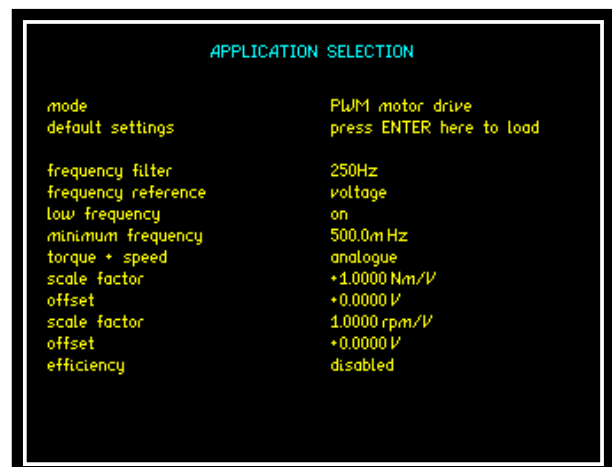 APPLICATION SELECTION
mode PWM motor drive
default settings press ENTER here to load
frequency filter 250Hz
frequency reference voltage
low frequency on
minimum frequency 500.0mHz
torque + speed analogue
scale factor +1.0000 Nm/V
offset +0.0000 V
scale factor 1.0000 rpm/V
offset +0.0000 V
efficiency disabled